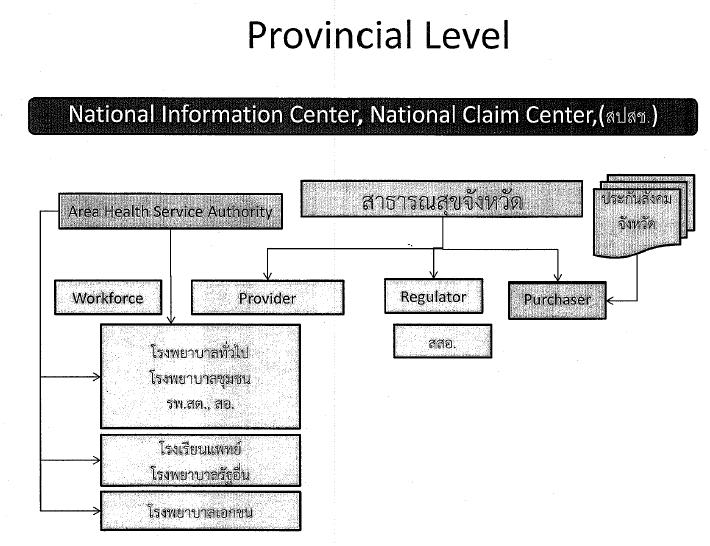 Provincial Level
National Information Center, National Claim Center,(สปสช.)
Area Health Service Authority
สาธารณสุขจังหวัด
ประกันสังคม
จังหวัด
Workforce
Provider
Regulator
Purchaser
สสอ.
โรงพยาบาลทั่วไป
โรงพยาบาลชุมชน
รพ.สต., สอ.
โรงเรียนแพทย์
โรงพยาบาลรัฐอื่น
โรงพยาบาลเอกชน